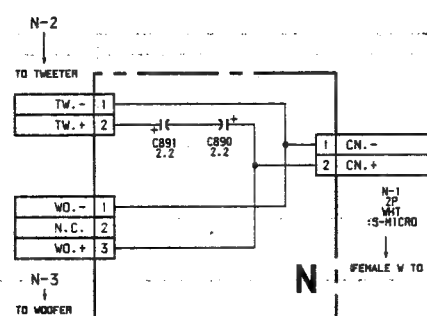 N-2
TO TWEETER
TW.- 1
TW.+ 2
+ C891 2.2
C890 + 2.2
1 CN.-
2 CN.+
WO.- 1
N.C. 2
WO.+ 3
N-1
2P
WHT
:S-MICRO
N-3
N
(FEMALE W TO
TO WOOFER